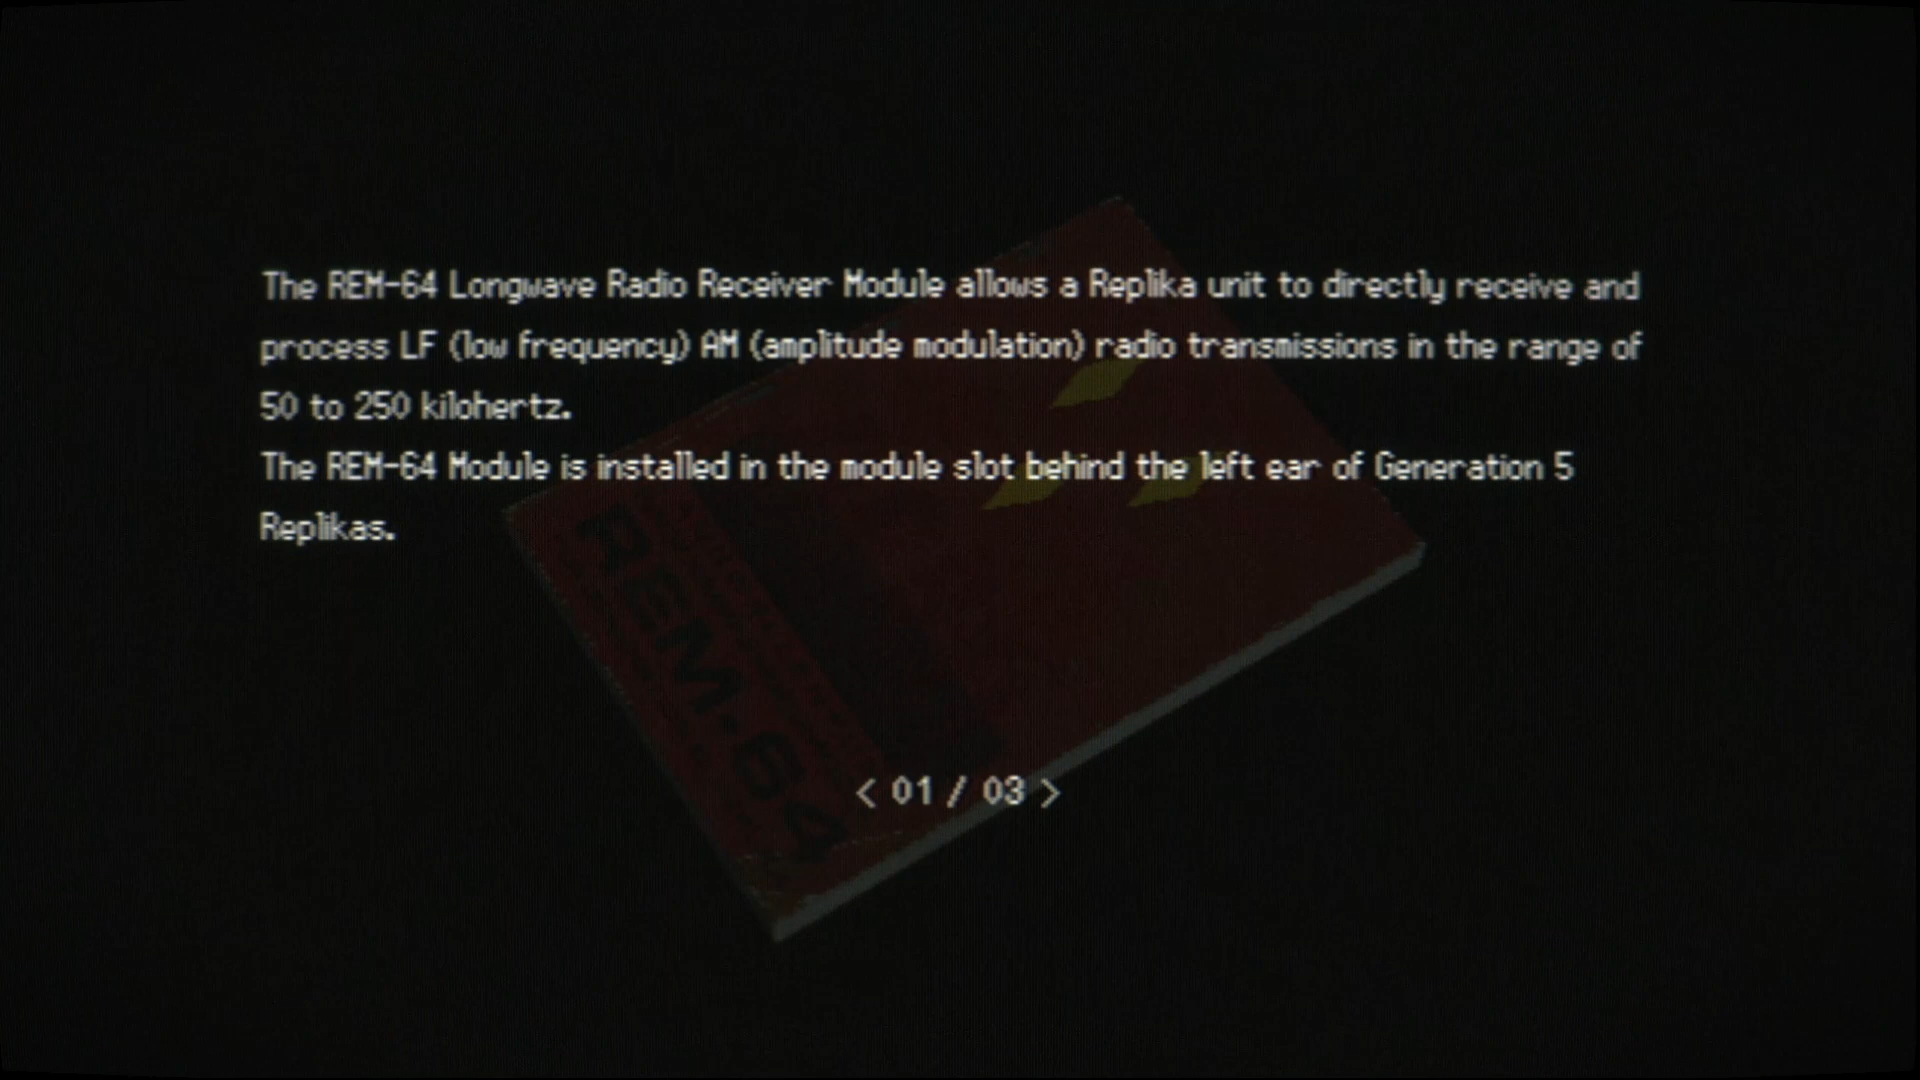 The REM-64 Longwave Radio Receiver Module allows a Replika unit to directly receive and
process LF (low frequency) AM (amplitude modulation) radio transmissions in the range of
50 to 250 kilohertz.
The REM-64 Module is installed in the module slot behind the left ear of Generation 5
Replikas.
REM-64
< 01 / 03 >